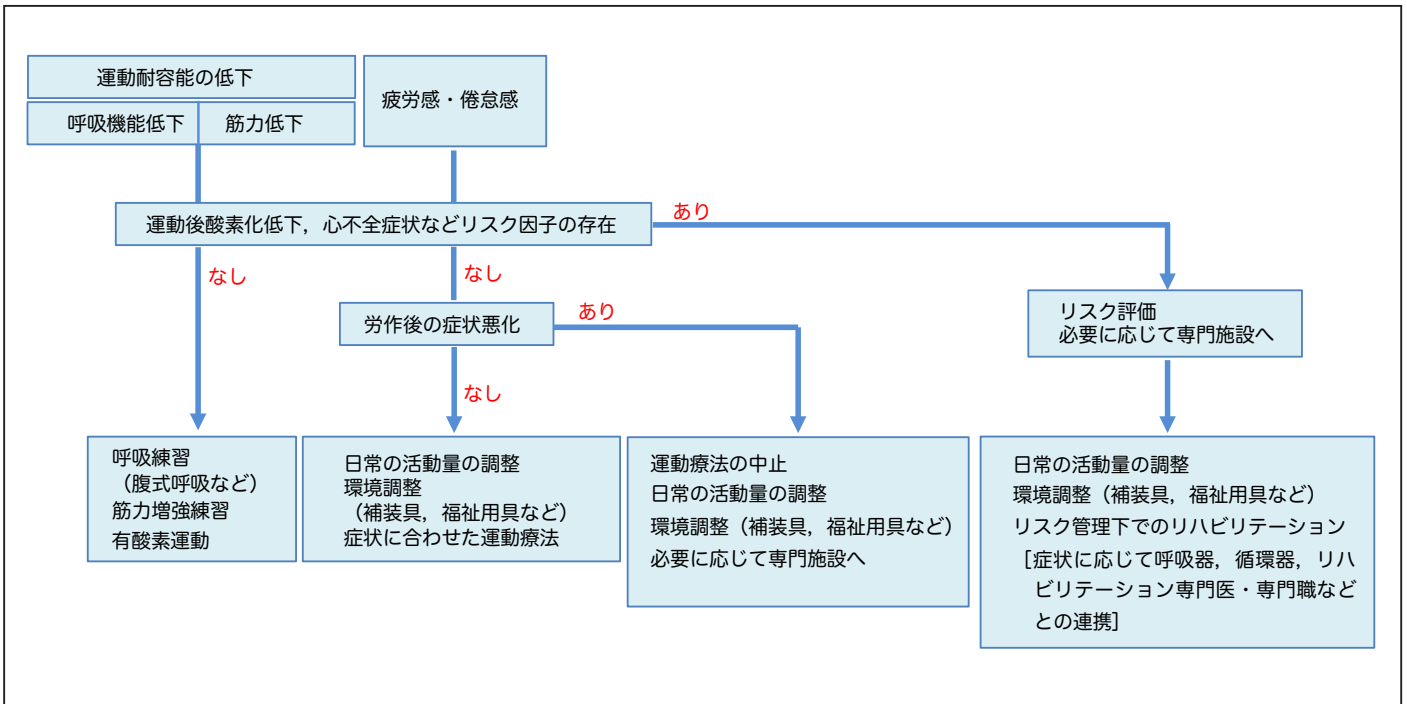 運動耐容能の低下
呼吸機能低下
筋力低下
疲労感・倦怠感
運動後酸素化低下，心不全症状などリスク因子の存在
あり
なし
なし
労作後の症状悪化
あり
なし
リスク評価
必要に応じて専門施設へ
呼吸練習
（腹式呼吸など）
筋力増強練習
有酸素運動
日常の活動量の調整
環境調整
（補装具，福祉用具など）
症状に合わせた運動療法
運動療法の中止
日常の活動量の調整
環境調整（補装具，福祉用具など）
必要に応じて専門施設へ
日常の活動量の調整
環境調整（補装具，福祉用具など）
リスク管理下でのリハビリテーション
［症状に応じて呼吸器，循環器，リハ
ビリテーション専門医・専門職など
との連携］